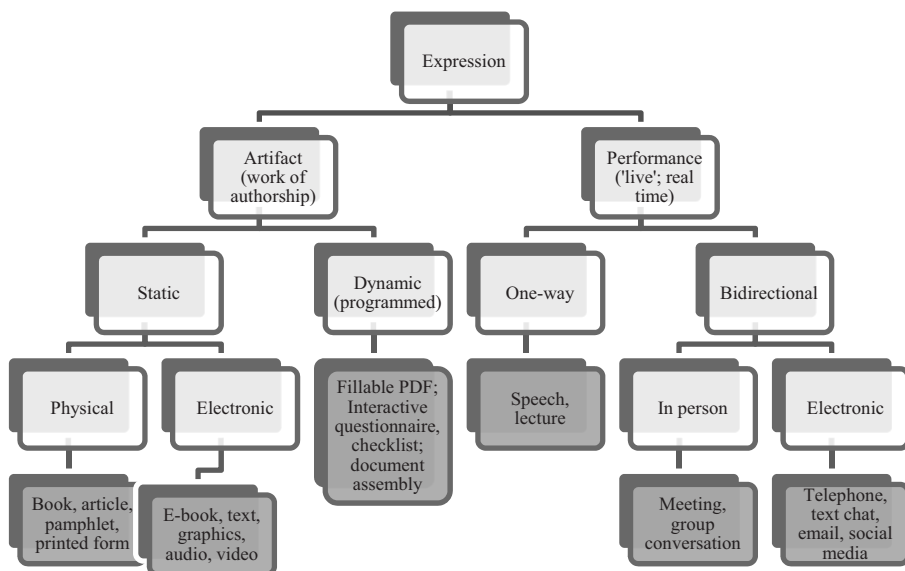 Expression
Artifact
(work of
authorship)
Performance
('live'; real
time)
Static
Dynamic
(programmed)
One-way
Bidirectional
Physical
Electronic
Fillable PDF;
Interactive
questionnaire,
checklist;
document
assembly
Speech,
lecture
In person
Electronic
Book, article,
pamphlet,
printed form
E-book, text,
graphics,
audio, video
Meeting,
group
conversation
Telephone,
text chat,
email, social
media